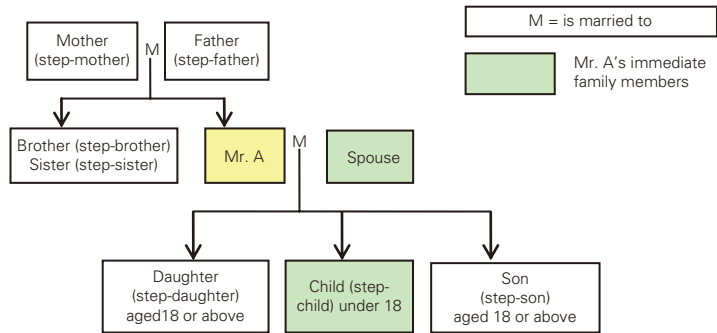 M = is married to
Mother
(step-mother)
M
Father
(step-father)
Mr. A's immediate
family members
Brother (step-brother)
Sister (step-sister)
Mr. A
M
Spouse
Daughter
(step-daughter)
aged18 or above
Child (step-
child) under 18
Son
(step-son)
aged 18 or above